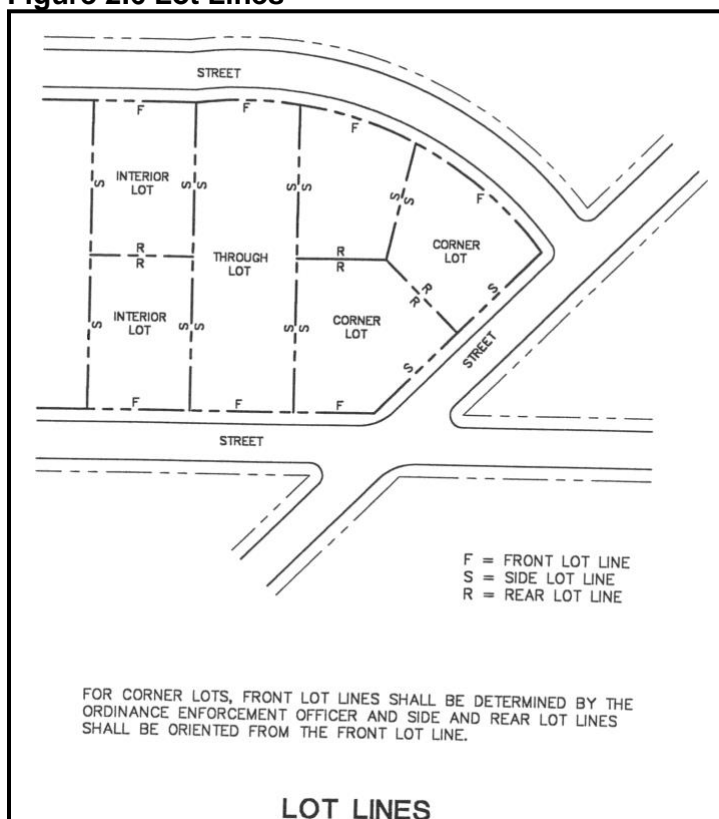 Figure 2.6 Lot Lines
STREET
F
F
F
F
S
INTERIOR
LOT
S S
S S
S S
CORNER
LOT
R
R
THROUGH
LOT
R
R
R
R
S
S
INTERIOR
LOT
S S
S S
CORNER
LOT
S
STREET
F
F
F
STREET
F = FRONT LOT LINE
S = SIDE LOT LINE
R = REAR LOT LINE
FOR CORNER LOTS, FRONT LOT LINES SHALL BE DETERMINED BY THE
ORDINANCE ENFORCEMENT OFFICER AND SIDE AND REAR LOT LINES
SHALL BE ORIENTED FROM THE FRONT LOT LINE.
LOT LINES